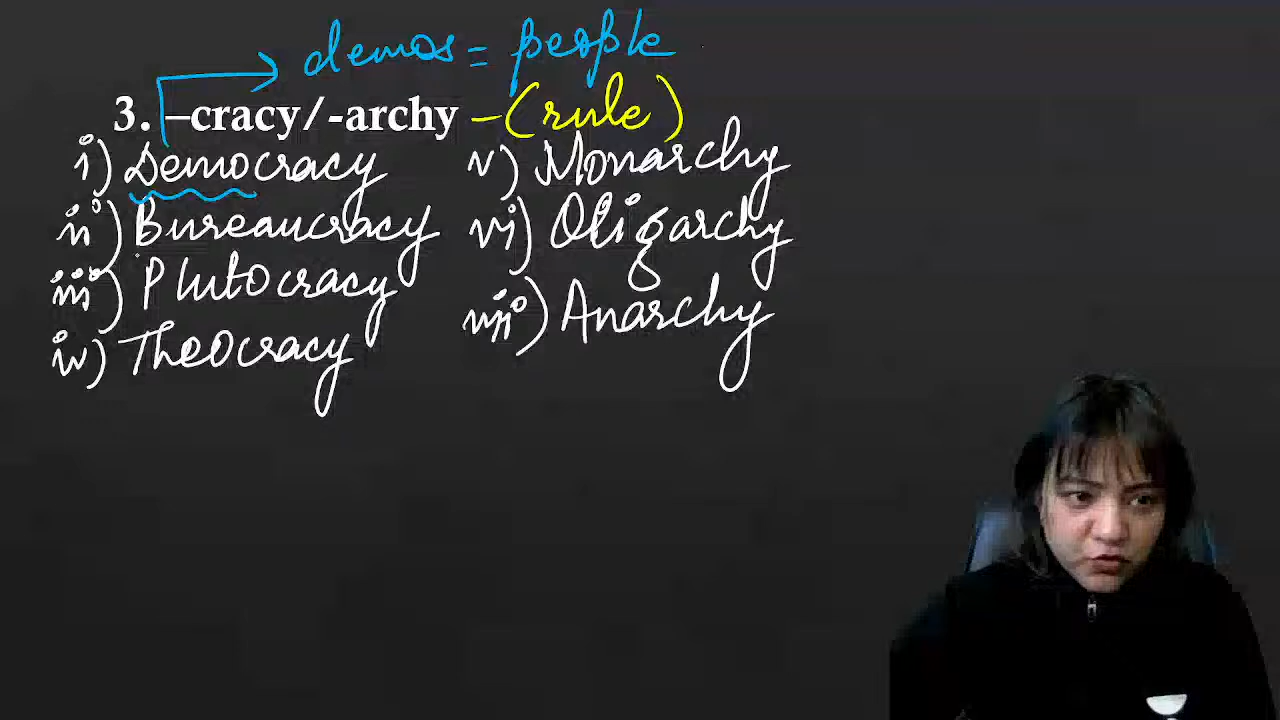 demos = people
3. –cracy/-archy – (rule)
i) Democracy
ii) Bureaucracy
iii) Plutocracy
iv) Theocracy
v) Monarchy
vi) Oligarchy
vii) Anarchy